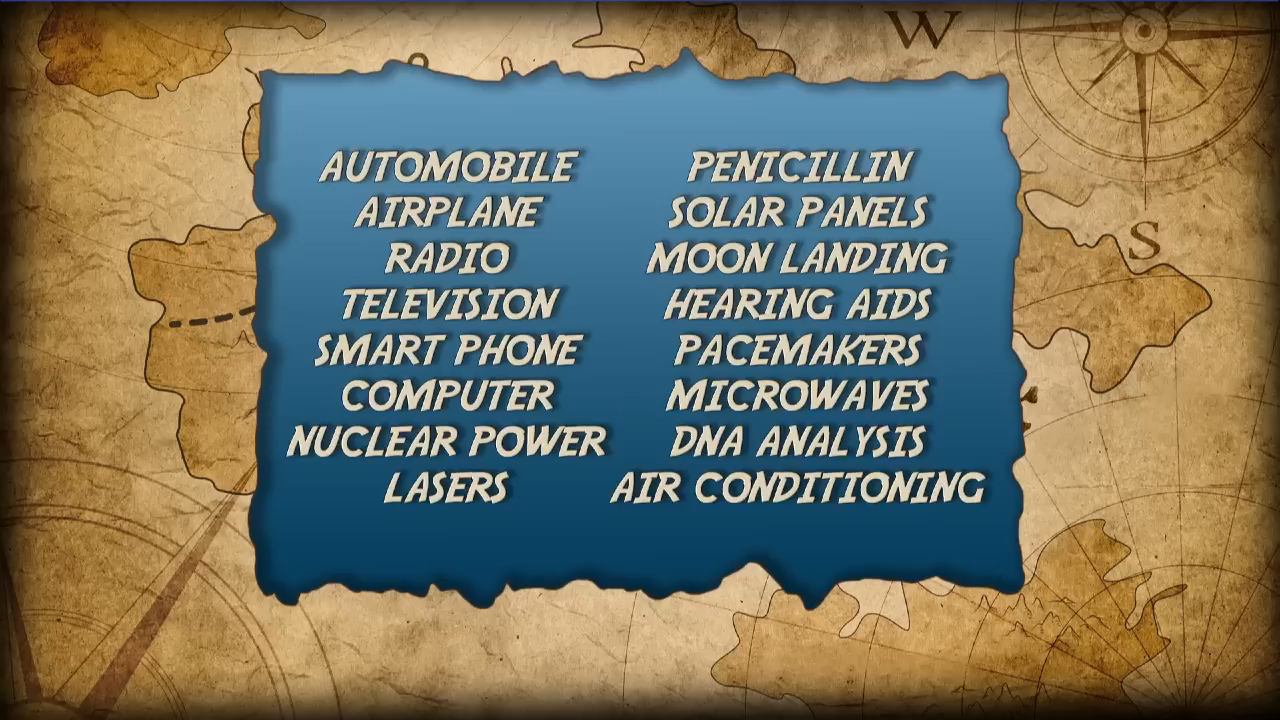 AUTOMOBILE
AIRPLANE
RADIO
TELEVISION
SMART PHONE
COMPUTER
NUCLEAR POWER
LASERS
PENICILLIN
SOLAR PANELS
MOON LANDING
HEARING AIDS
PACEMAKERS
MICROWAVES
DNA ANALYSIS
AIR CONDITIONING
W
S